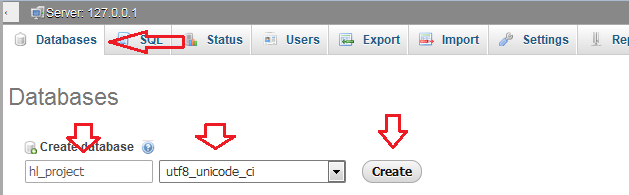 Server: 127.0.0.1
Databases SQL Status Users Export Import Settings
Databases
Create database
hl_project utf8_unicode_ci Create